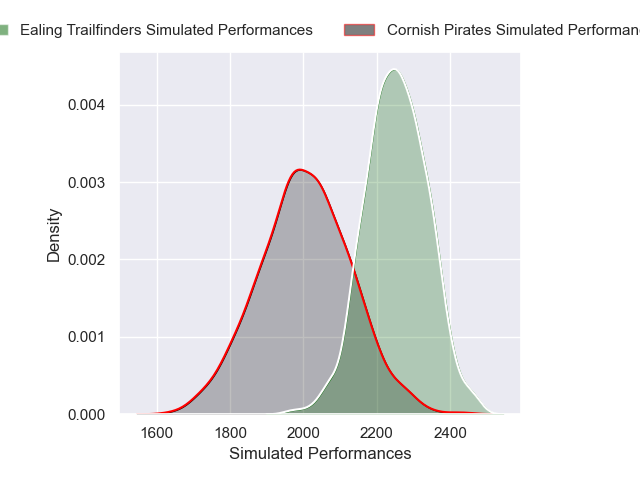 Ealing Trailfinders Simulated Performances Cornish Pirates Simulated
0.004
0.003
0.002
0.001
0.000
Density
1600 1800 2000 2200 2400
Simulated Performances